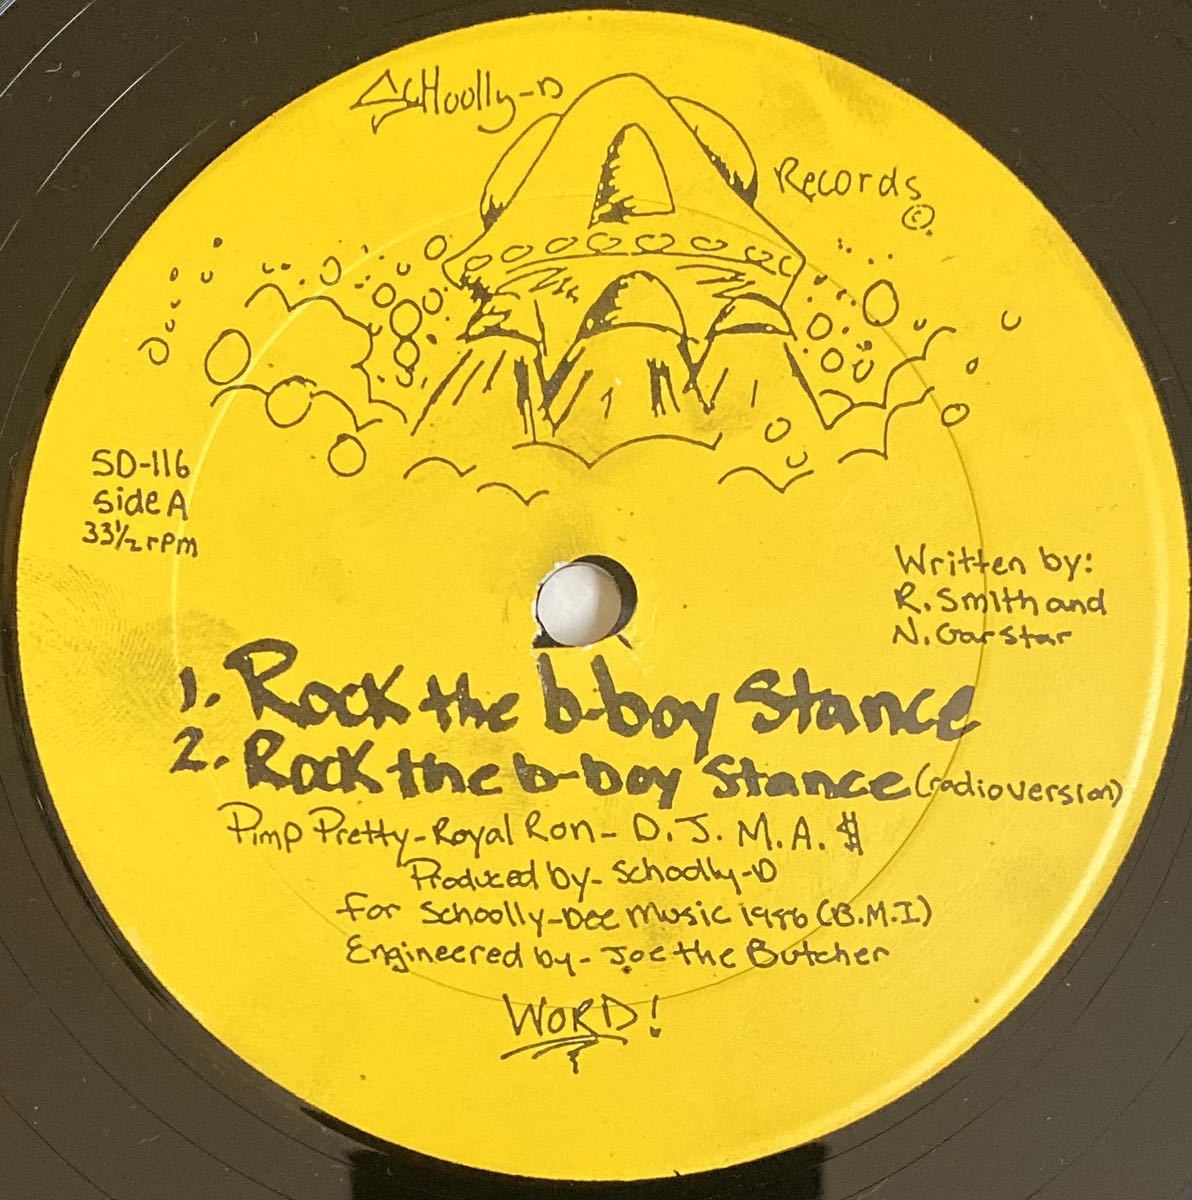 Schoolly-D
Records ©.
SD-116
Side A
33 1/2 rpm
Written by:
R. Smith and
N. Garstar
1. Rock the b-boy Stance
2. Rock the b-boy Stance (radio version)
Pimp Pretty-Royal Ron- D.J. M.A.$
Produced by- Schoolly-D
for Schoolly-Dee Music 1986 (B.M.I)
Engineered by- Joe the Butcher
WORD!